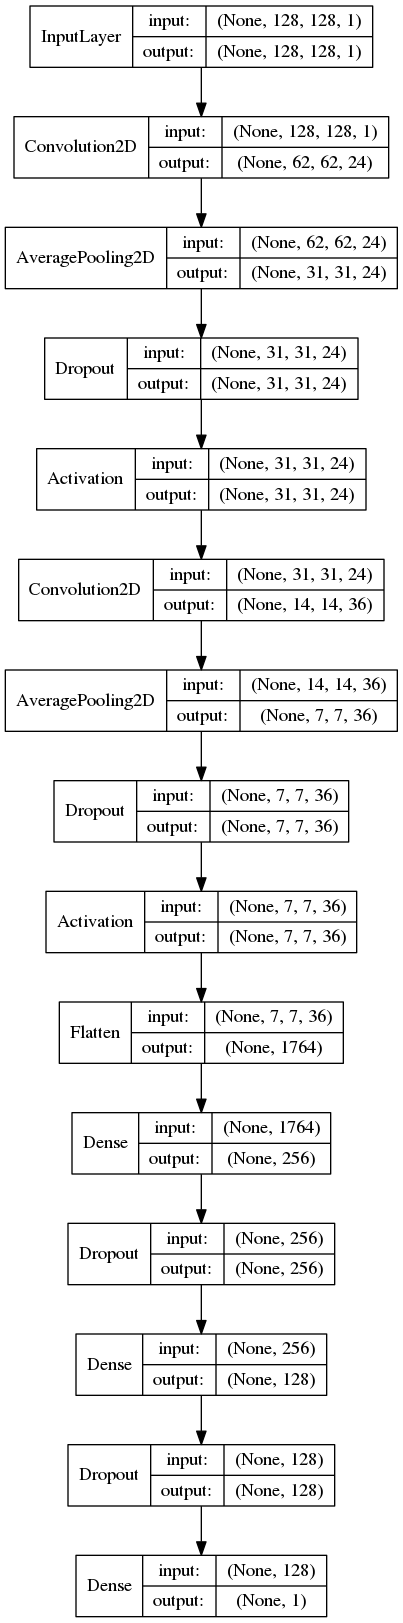 InputLayer
input: (None, 128, 128, 1)
output: (None, 128, 128, 1)
Convolution2D
input: (None, 128, 128, 1)
output: (None, 62, 62, 24)
AveragePooling2D
input: (None, 62, 62, 24)
output: (None, 31, 31, 24)
Dropout
input: (None, 31, 31, 24)
output: (None, 31, 31, 24)
Activation
input: (None, 31, 31, 24)
output: (None, 31, 31, 24)
Convolution2D
input: (None, 31, 31, 24)
output: (None, 14, 14, 36)
AveragePooling2D
input: (None, 14, 14, 36)
output: (None, 7, 7, 36)
Dropout
input: (None, 7, 7, 36)
output: (None, 7, 7, 36)
Activation
input: (None, 7, 7, 36)
output: (None, 7, 7, 36)
Flatten
input: (None, 7, 7, 36)
output: (None, 1764)
Dense
input: (None, 1764)
output: (None, 256)
Dropout
input: (None, 256)
output: (None, 256)
Dense
input: (None, 256)
output: (None, 128)
Dropout
input: (None, 128)
output: (None, 128)
Dense
input: (None, 128)
output: (None, 1)